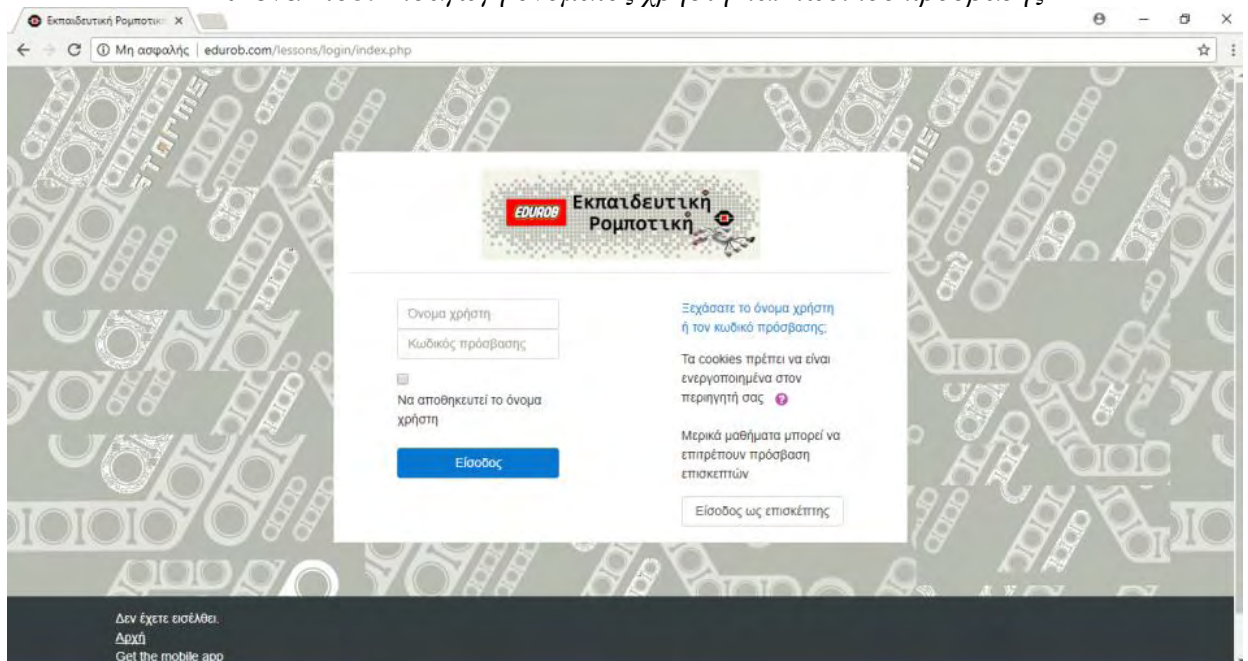 Εκπαιδευτική Ρομποτικ
Μη ασφαλής | edurob.com/lessons/login/index.php
EDUROB
Εκπαιδευτική
Ρομποτική
Όνομα χρήστη
Κωδικός πρόσβασης
Να αποθηκευτεί το όνομα
χρήστη
Είσοδος
Ξεχάσατε το όνομα χρήστη
ή τον κωδικό πρόσβασης;
Τα cookies πρέπει να είναι
ενεργοποιημένα στον
περιηγητή σας
Μερικά μαθήματα μπορεί να
επιτρέπουν πρόσβαση
επισκεπτών
Είσοδος ως επισκέπτης
Δεν έχετε εισέλθει.
Αρχή
Get the mobile app